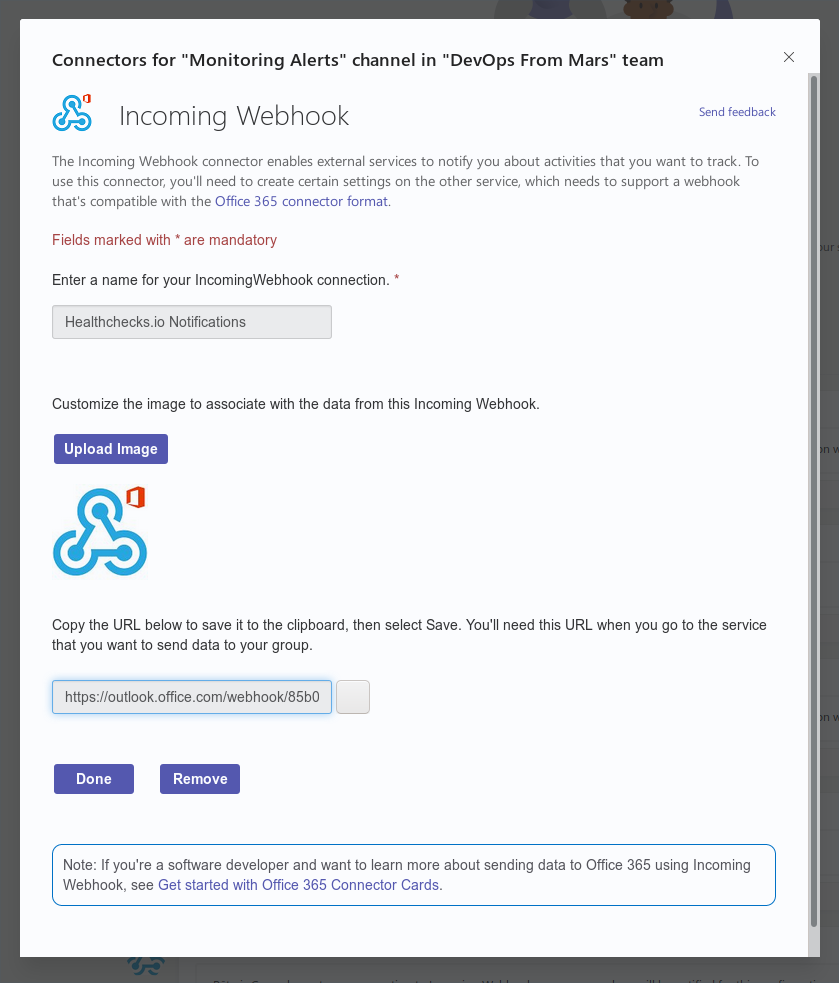 Connectors for "Monitoring Alerts" channel in "DevOps From Mars" team
Incoming Webhook
Send feedback
The Incoming Webhook connector enables external services to notify you about activities that you want to track. To
use this connector, you'll need to create certain settings on the other service, which needs to support a webhook
that's compatible with the Office 365 connector format.
Fields marked with * are mandatory
Enter a name for your IncomingWebhook connection. *
Healthchecks.io Notifications
Customize the image to associate with the data from this Incoming Webhook.
Upload Image
Copy the URL below to save it to the clipboard, then select Save. You'll need this URL when you go to the service
that you want to send data to your group.
https://outlook.office.com/webhook/85b0
Done
Remove
Note: If you're a software developer and want to learn more about sending data to Office 365 using Incoming
Webhook, see Get started with Office 365 Connector Cards.